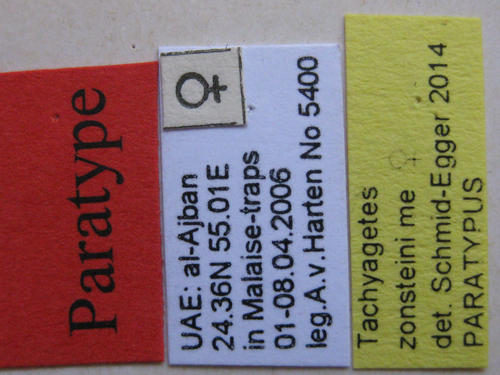 Paratype
♀
UAE: al-Ajban
24.36N 55.01E
in Malaise-traps
01-08.04.2006
leg.A.v.Harten No 5400
Tachyagetes
zonsteini me ♀
det. Schmid-Egger 2014
PARATYPUS